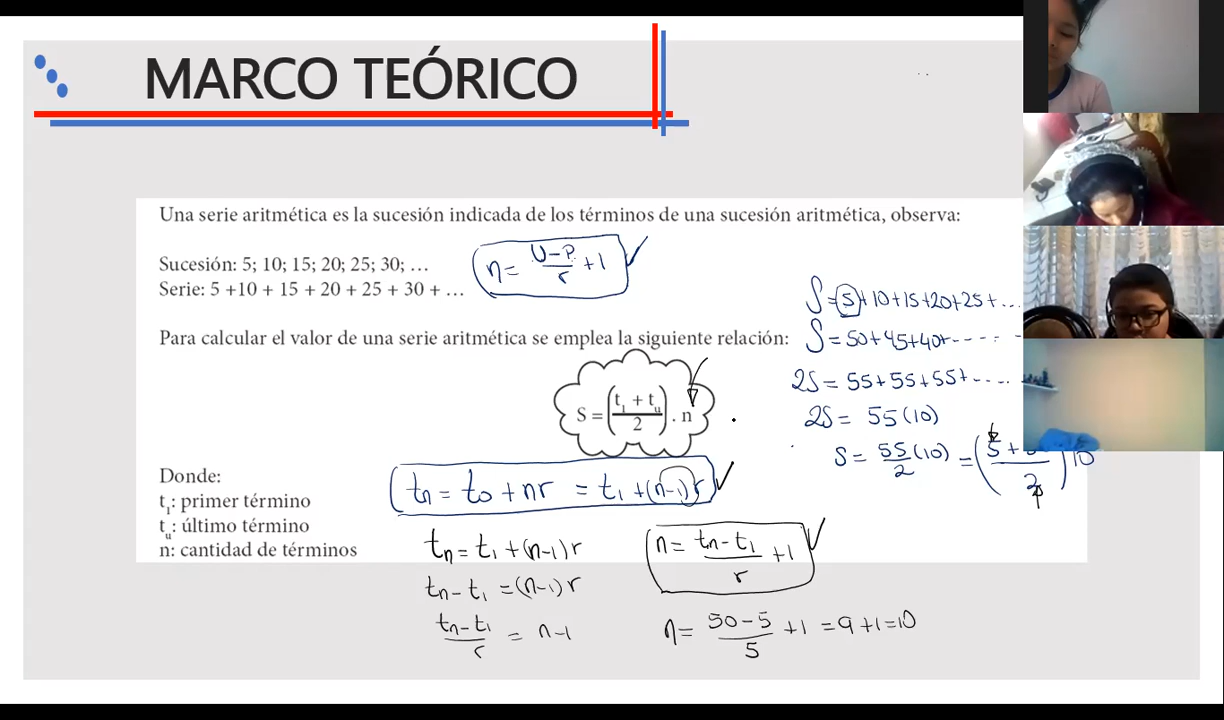 MARCO TEÓRICO
Una serie aritmética es la sucesión indicada de los términos de una sucesión aritmética, observa:
Sucesión: 5; 10; 15; 20; 25; 30; …
Serie: 5 +10 + 15 + 20 + 25 + 30 + …
n = (U-P)/r + 1
Para calcular el valor de una serie aritmética se emplea la siguiente relación:
S = ((t₁ + tᵤ)/2) . n
S = 5+10+15+20+25+...
S = 50+45+40+-----
2S = 55+55+55+-....
2S = 55(10)
S = 55/2 (10) = (5 + /2) 10
Donde:
t₁: primer término
tᵤ: último término
n: cantidad de términos
tn = t0 + nr = t1 + (n-1)r
tn = t1 + (n-1)r
tn - t1 = (n-1)r
(tn - t1)/r = n-1
n = (tn - t1)/r + 1
n = (50-5)/5 + 1 = 9+1=10